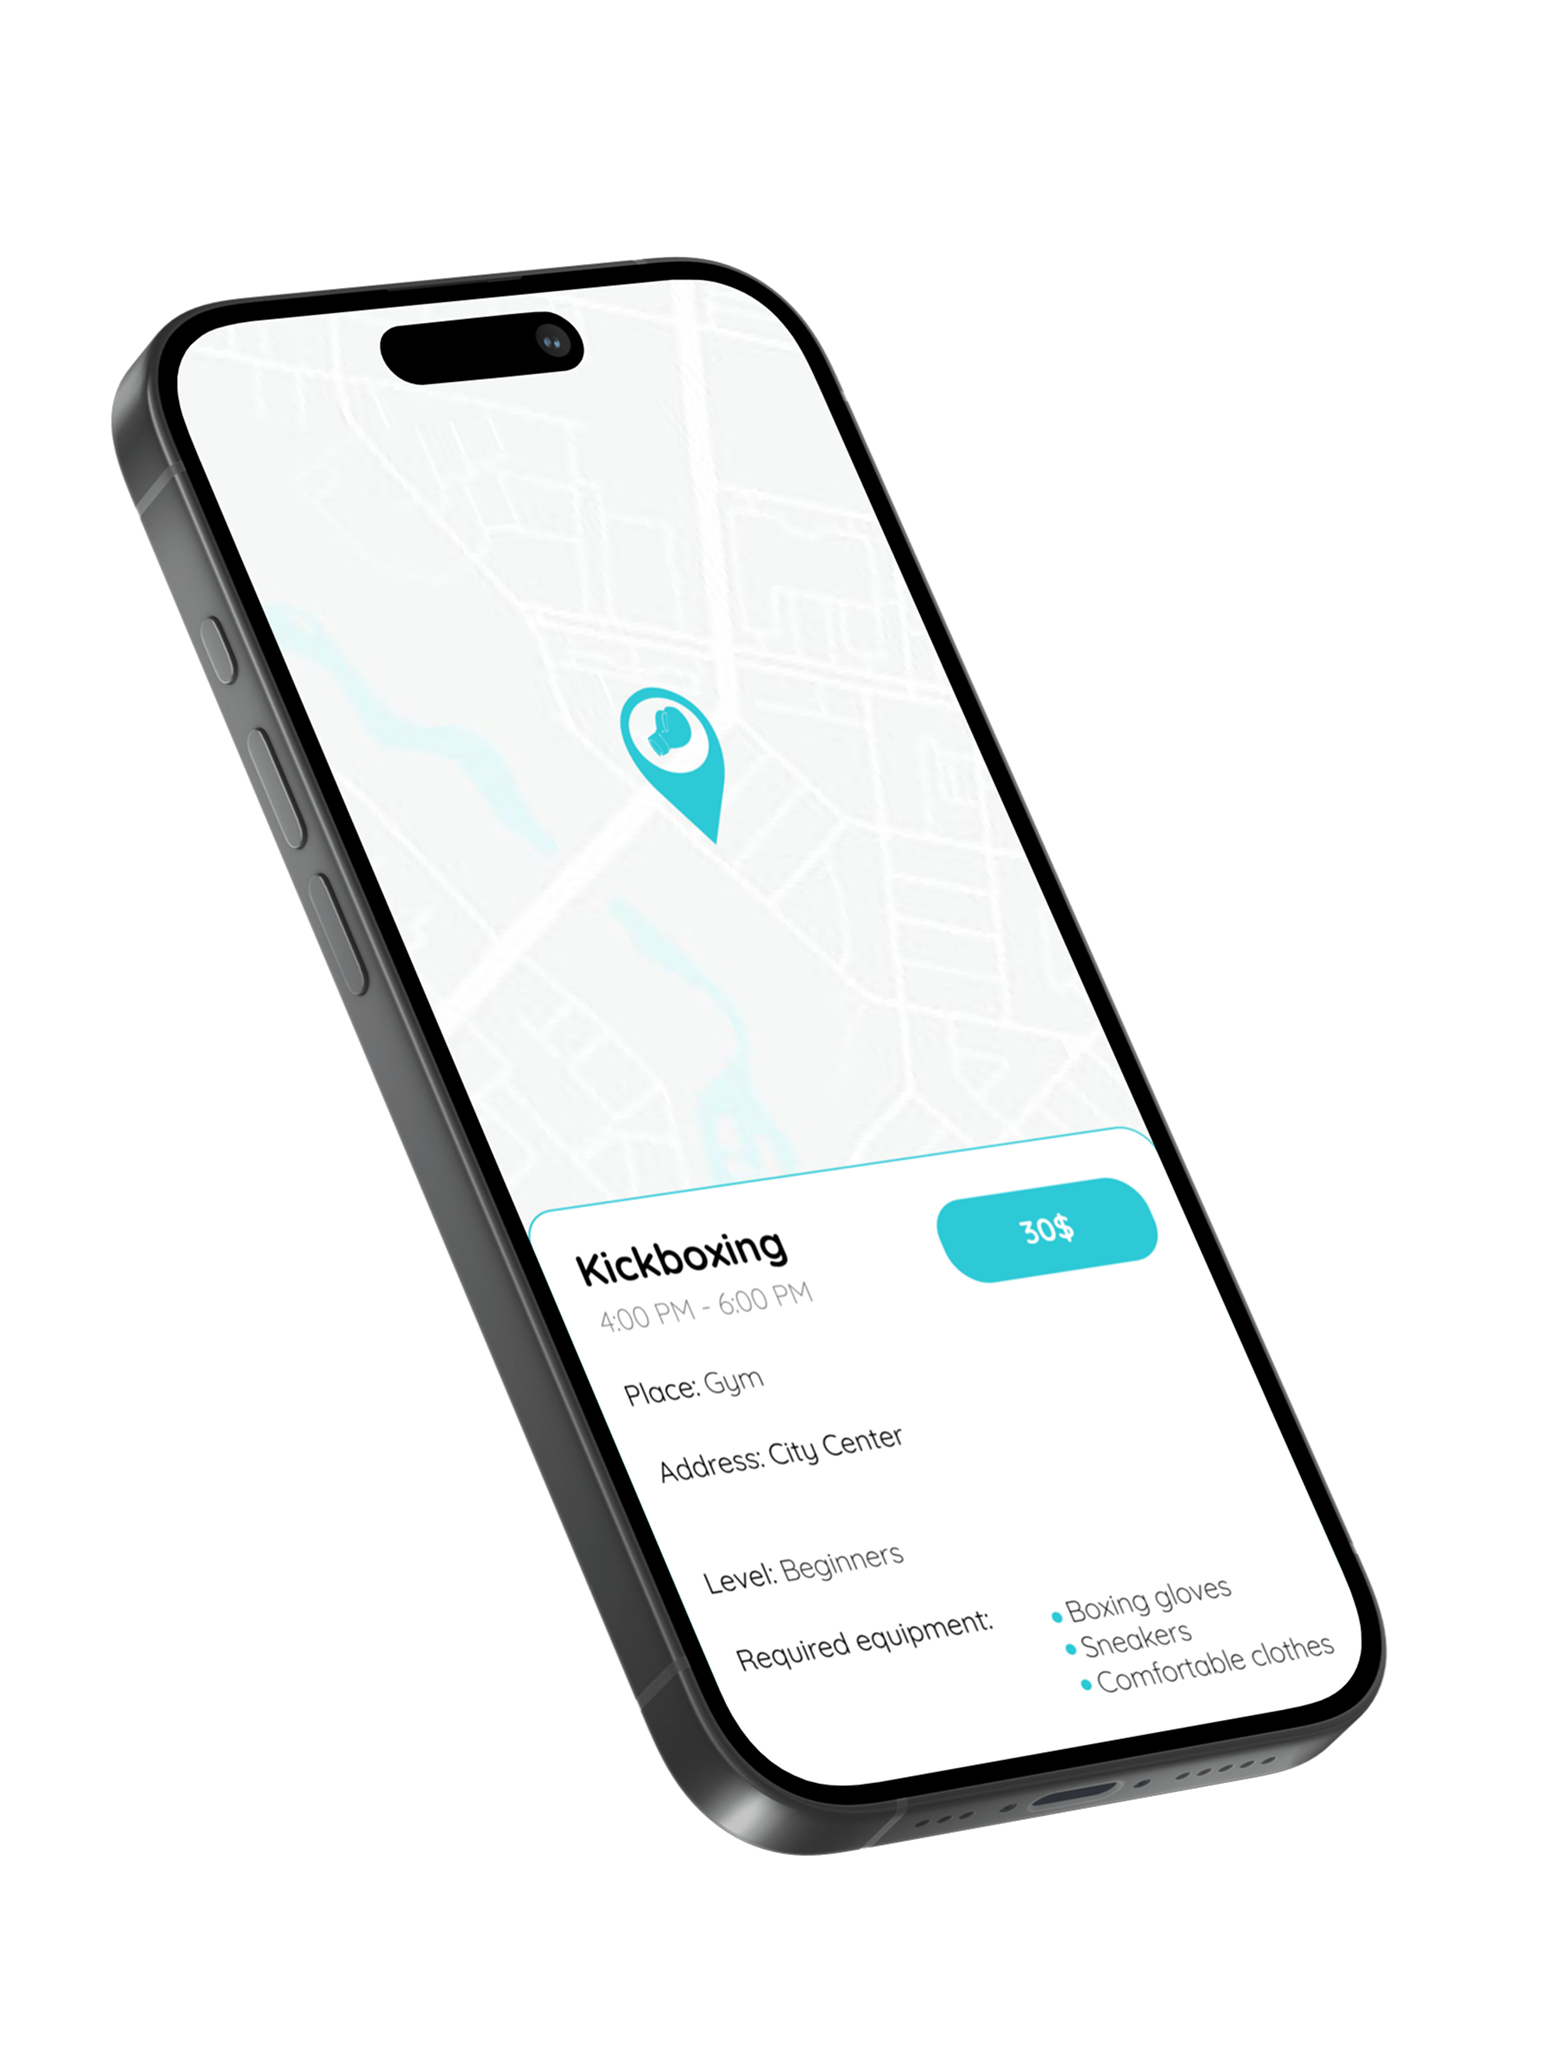 Kickboxing
30$
4:00 PM - 6:00 PM
Place: Gym
Address: City Center
Level: Beginners
Required equipment:
Boxing gloves
Sneakers
Comfortable clothes